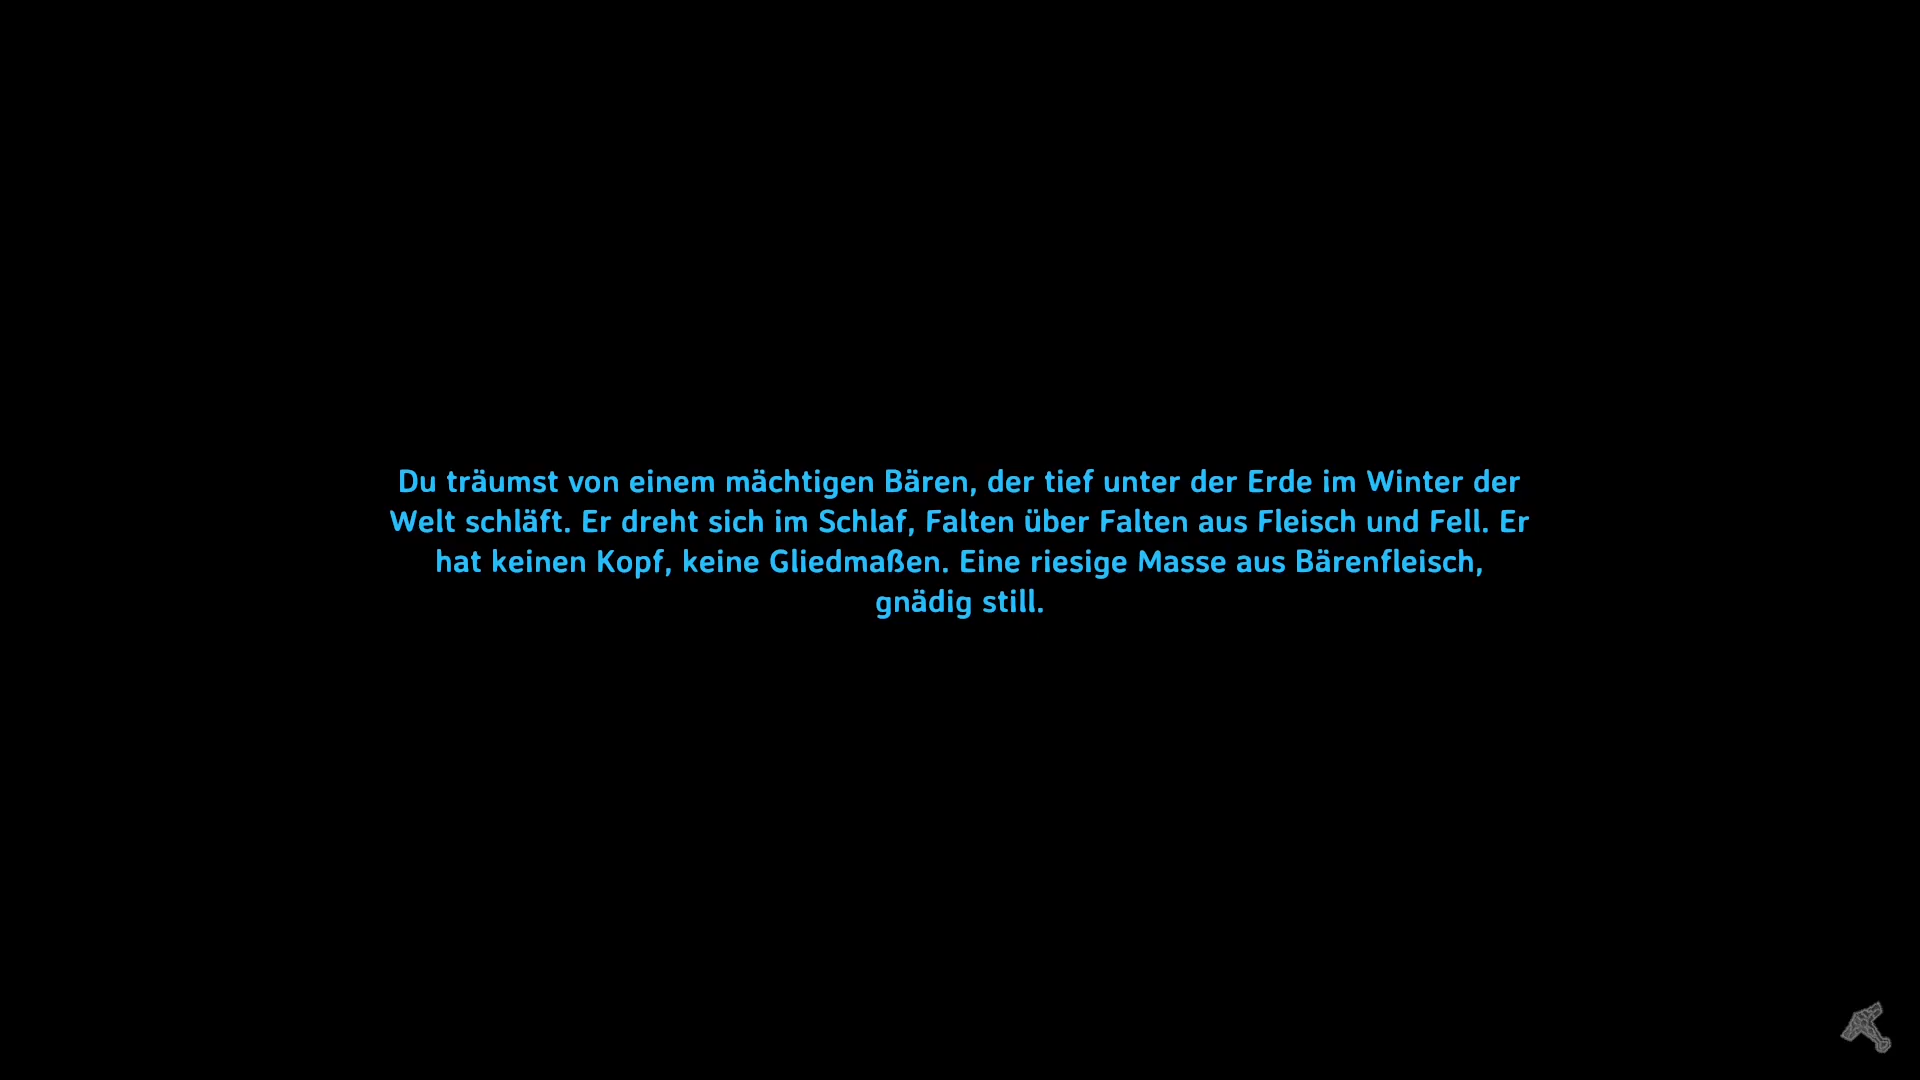 Du träumst von einem mächtigen Bären, der tief unter der Erde im Winter der
Welt schläft. Er dreht sich im Schlaf, Falten über Falten aus Fleisch und Fell. Er
hat keinen Kopf, keine Gliedmaßen. Eine riesige Masse aus Bärenfleisch,
gnädig still.